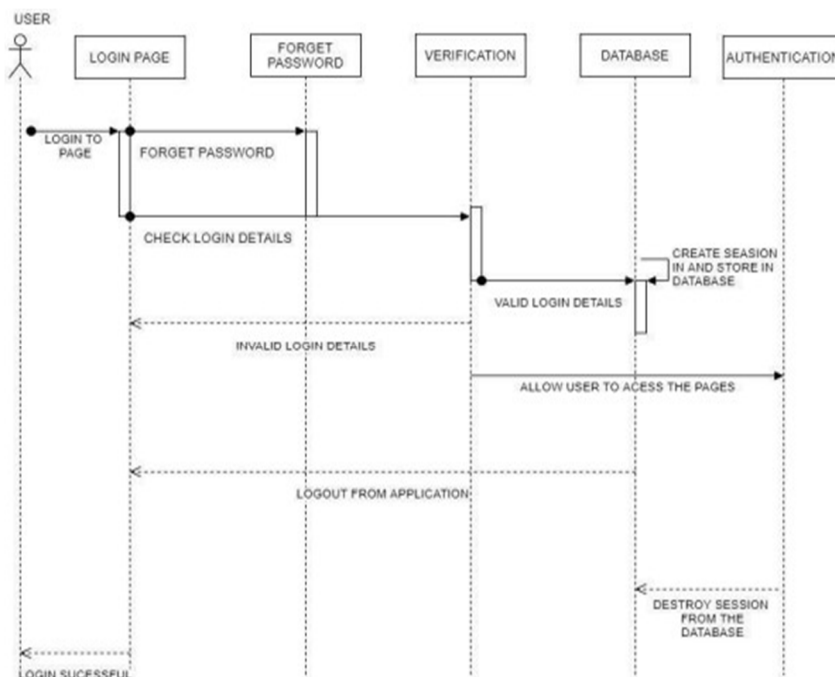 USER
LOGIN PAGE
FORGET
PASSWORD
VERIFICATION
DATABASE
AUTHENTICATION
LOGIN TO
PAGE
FORGET PASSWORD
CHECK LOGIN DETAILS
CREATE SEASION
IN AND STORE IN
DATABASE
VALID LOGIN DETAILS
INVALID LOGIN DETAILS
ALLOW USER TO ACESS THE PAGES
LOGOUT FROM APPLICATION
DESTROY SESSION
FROM THE
DATABASE
LOGIN SUCESSFUL